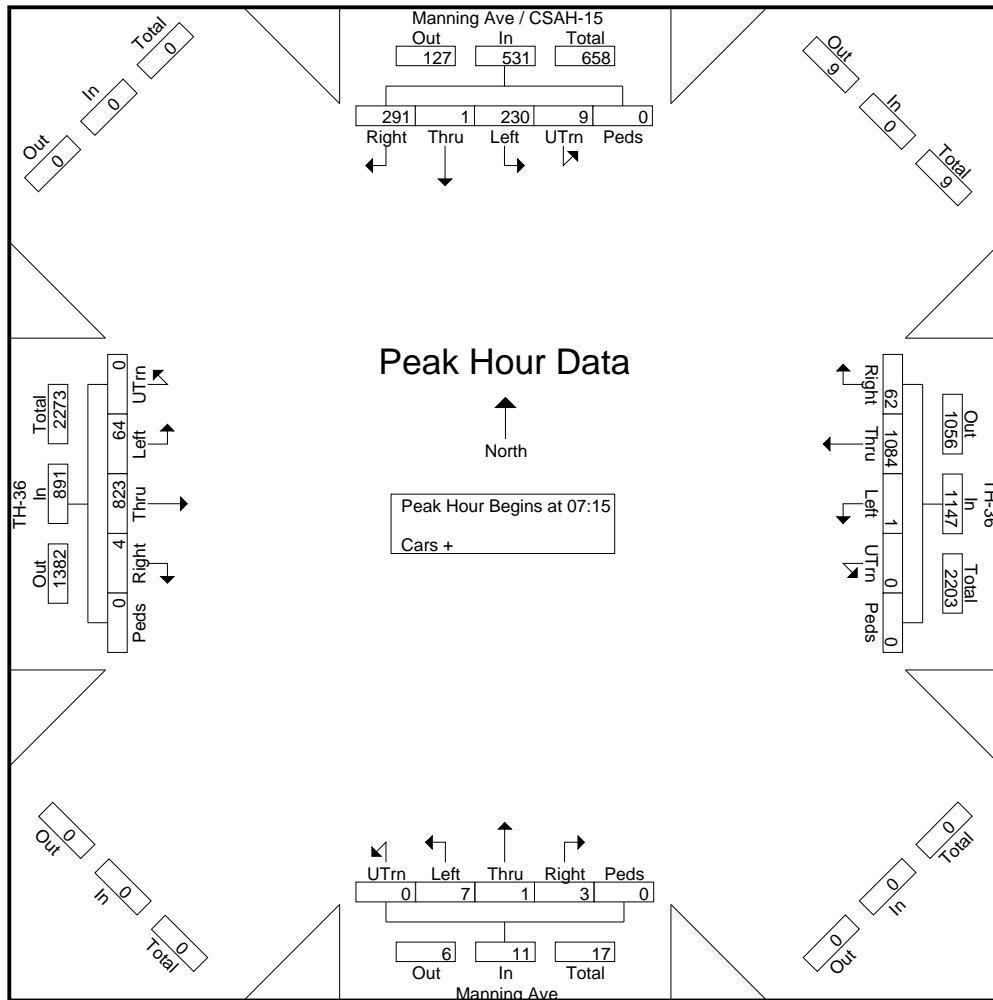 Manning Ave / CSAH-15
Out In Total
127 531 658
291 1 230 9 0
Right Thru Left UTrn Peds
Total
0
In
0
Out
0
Out
9
In
0
Total
9
Peak Hour Data
North
Peak Hour Begins at 07:15
Cars +
TH-36
Out In Total
1382 891 2273
0 64 823 4 0
UTrn Left Thru Right Peds
TH-36
Out In Total
1056 1147 2203
62 1084 1 0 0
Right Thru Left UTrn Peds
UTrn Left Thru Right Peds
0 7 1 3 0
6 11 17
Out In Total
Manning Ave
0
Out
0
In
0
Total
0
Total
0
In
0
Out